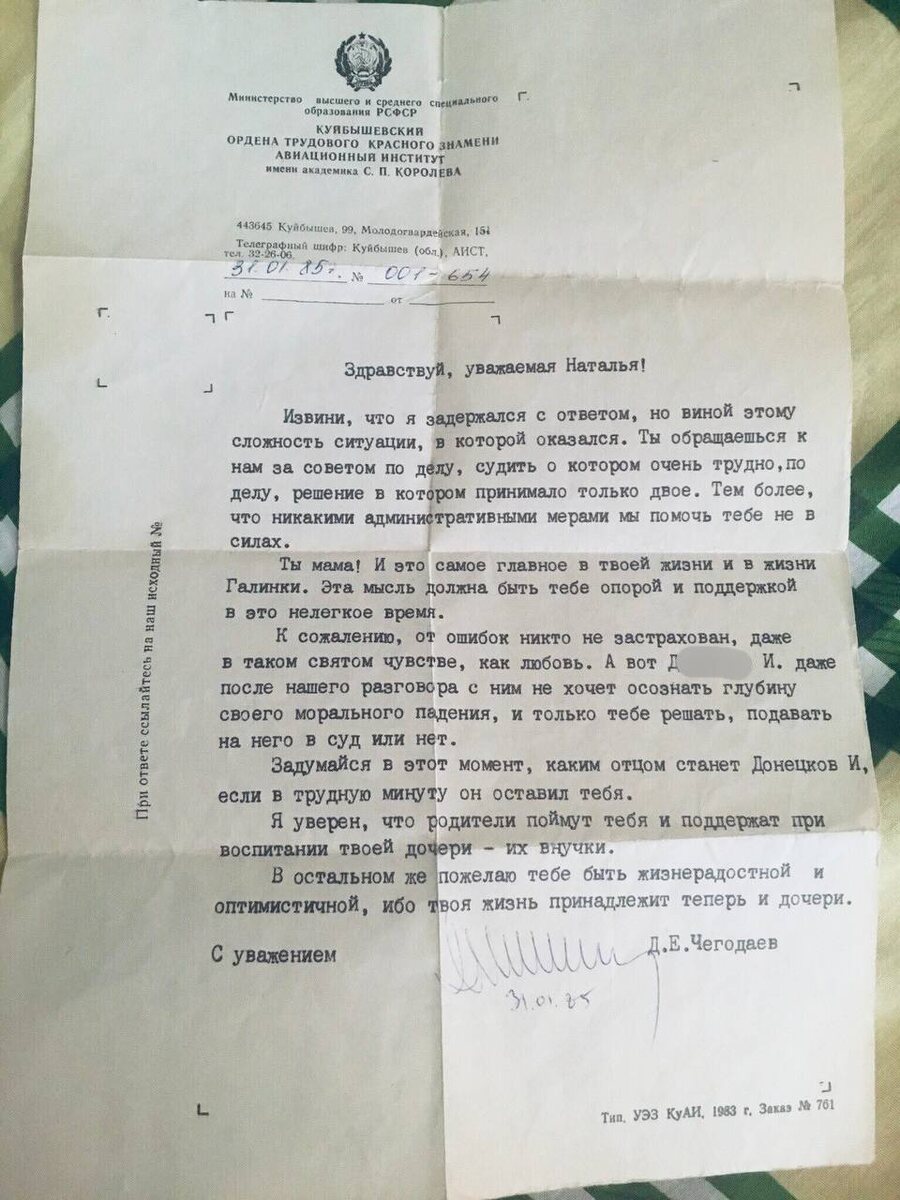 Министерство высшего и среднего специального
образования РСФСР
КУЙБЫШЕВСКИЙ
ОРДЕНА ТРУДОВОГО КРАСНОГО ЗНАМЕНИ
АВИАЦИОННЫЙ ИНСТИТУТ
имени академика С. П. КОРОЛЕВА
443645 Куйбышев, 99, Молодогвардейская, 151
Телеграфный шифр: Куйбышев (обл.), АИСТ,
тел. 32-26-06.
31.01.85г. № 001-654
на № от
При ответе ссылайтесь на наш исходный №
Здравствуй, уважаемая Наталья!
Извини, что я задержался с ответом, но виной этому
сложность ситуации, в которой оказался. Ты обращаешься к
нам за советом по делу, судить о котором очень трудно,по
делу, решение в котором принимало только двое. Тем более,
что никакими административными мерами мы помочь тебе не в
силах.
Ты мама! И это самое главное в твоей жизни и в жизни
Галинки. Эта мысль должна быть тебе опорой и поддержкой
в это нелегкое время.
К сожалению, от ошибок никто не застрахован, даже
в таком святом чувстве, как любовь. А вот Д И. даже
после нашего разговора с ним не хочет осознать глубину
своего морального падения, и только тебе решать, подавать
на него в суд или нет.
Задумайся в этот момент, каким отцом станет Донецков И,
если в трудную минуту он оставил тебя.
Я уверен, что родители поймут тебя и поддержат при
воспитании твоей дочери - их внучки.
В остальном же пожелаю тебе быть жизнерадостной и
оптимистичной, ибо твоя жизнь принадлежит теперь и дочери.
С уважением Д.Е.Чегодаев
31.01.85
Тип. УЭЗ КуАИ, 1983 г. Заказ № 761